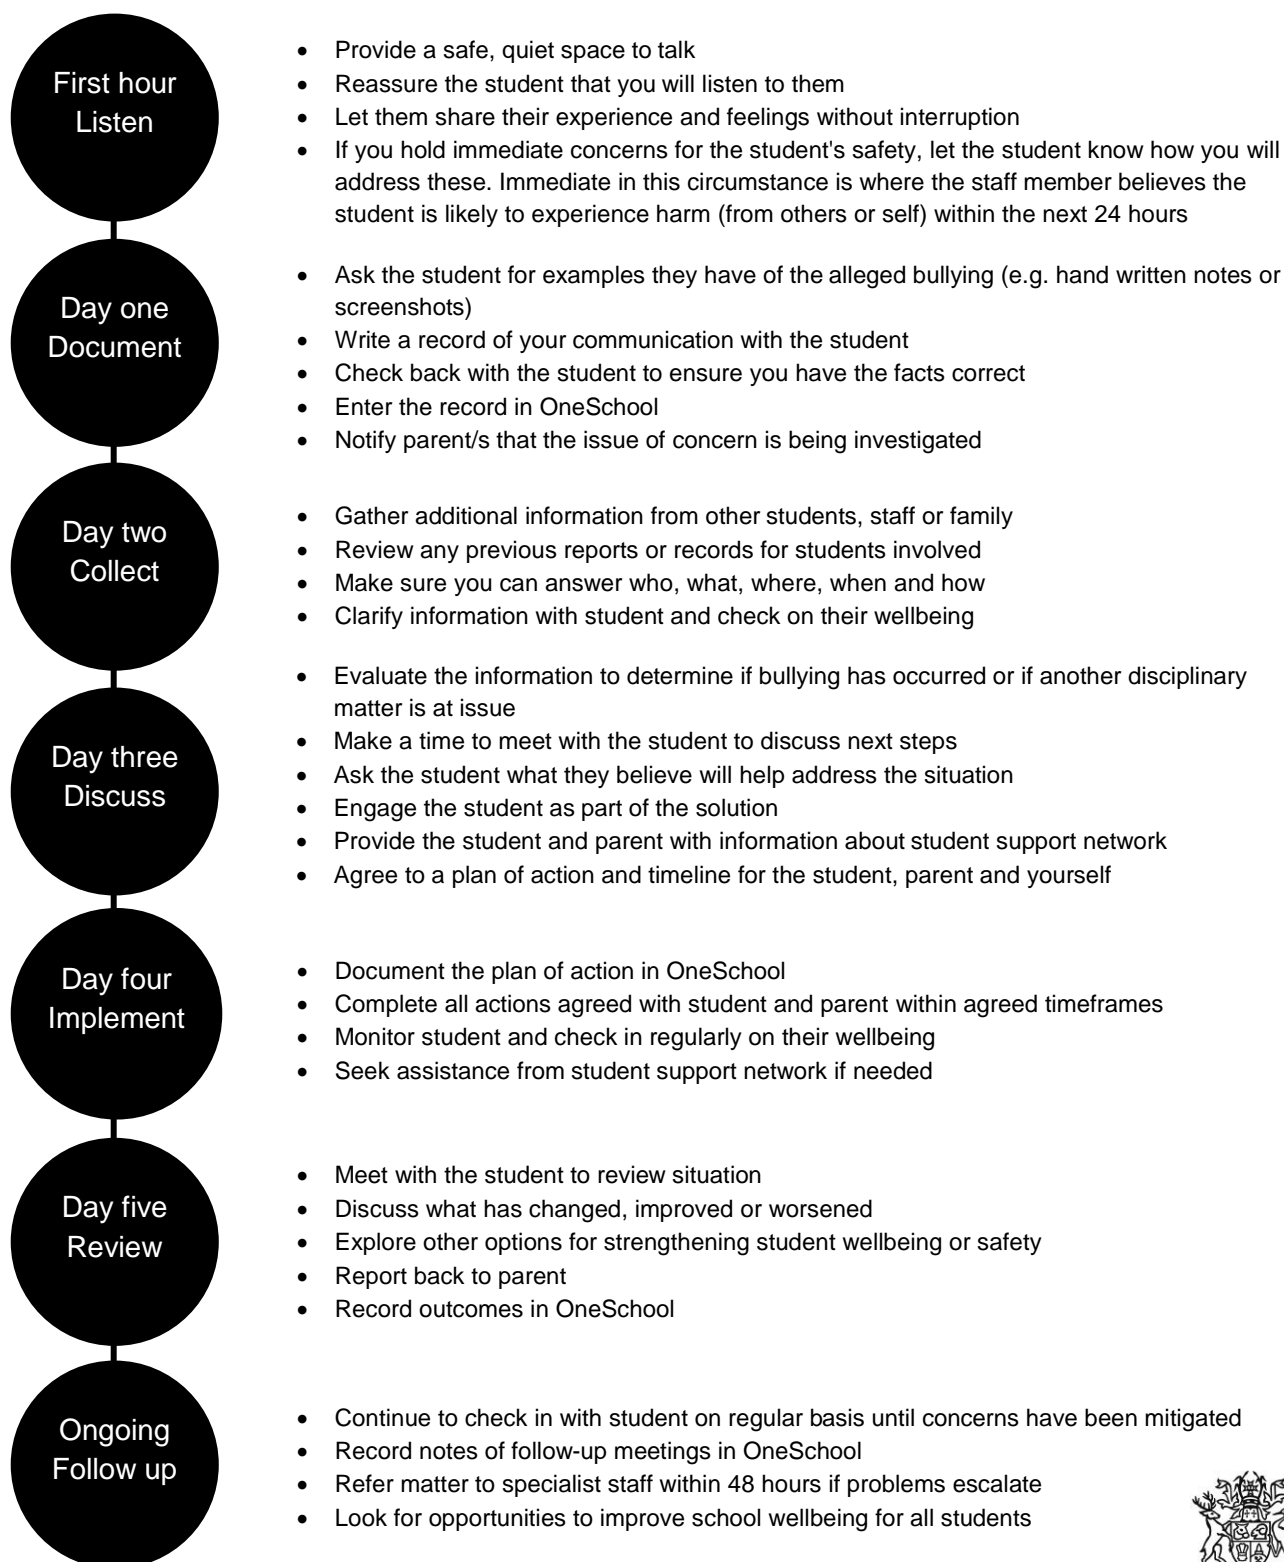 First hour
Listen
• Provide a safe, quiet space to talk
• Reassure the student that you will listen to them
• Let them share their experience and feelings without interruption
• If you hold immediate concerns for the student's safety, let the student know how you will
address these. Immediate in this circumstance is where the staff member believes the
student is likely to experience harm (from others or self) within the next 24 hours
Day one
Document
• Ask the student for examples they have of the alleged bullying (e.g. hand written notes or
screenshots)
• Write a record of your communication with the student
• Check back with the student to ensure you have the facts correct
• Enter the record in OneSchool
• Notify parent/s that the issue of concern is being investigated
Day two
Collect
• Gather additional information from other students, staff or family
• Review any previous reports or records for students involved
• Make sure you can answer who, what, where, when and how
• Clarify information with student and check on their wellbeing
Day three
Discuss
• Evaluate the information to determine if bullying has occurred or if another disciplinary
matter is at issue
• Make a time to meet with the student to discuss next steps
• Ask the student what they believe will help address the situation
• Engage the student as part of the solution
• Provide the student and parent with information about student support network
• Agree to a plan of action and timeline for the student, parent and yourself
Day four
Implement
• Document the plan of action in OneSchool
• Complete all actions agreed with student and parent within agreed timeframes
• Monitor student and check in regularly on their wellbeing
• Seek assistance from student support network if needed
Day five
Review
• Meet with the student to review situation
• Discuss what has changed, improved or worsened
• Explore other options for strengthening student wellbeing or safety
• Report back to parent
• Record outcomes in OneSchool
Ongoing
Follow up
• Continue to check in with student on regular basis until concerns have been mitigated
• Record notes of follow-up meetings in OneSchool
• Refer matter to specialist staff within 48 hours if problems escalate
• Look for opportunities to improve school wellbeing for all students